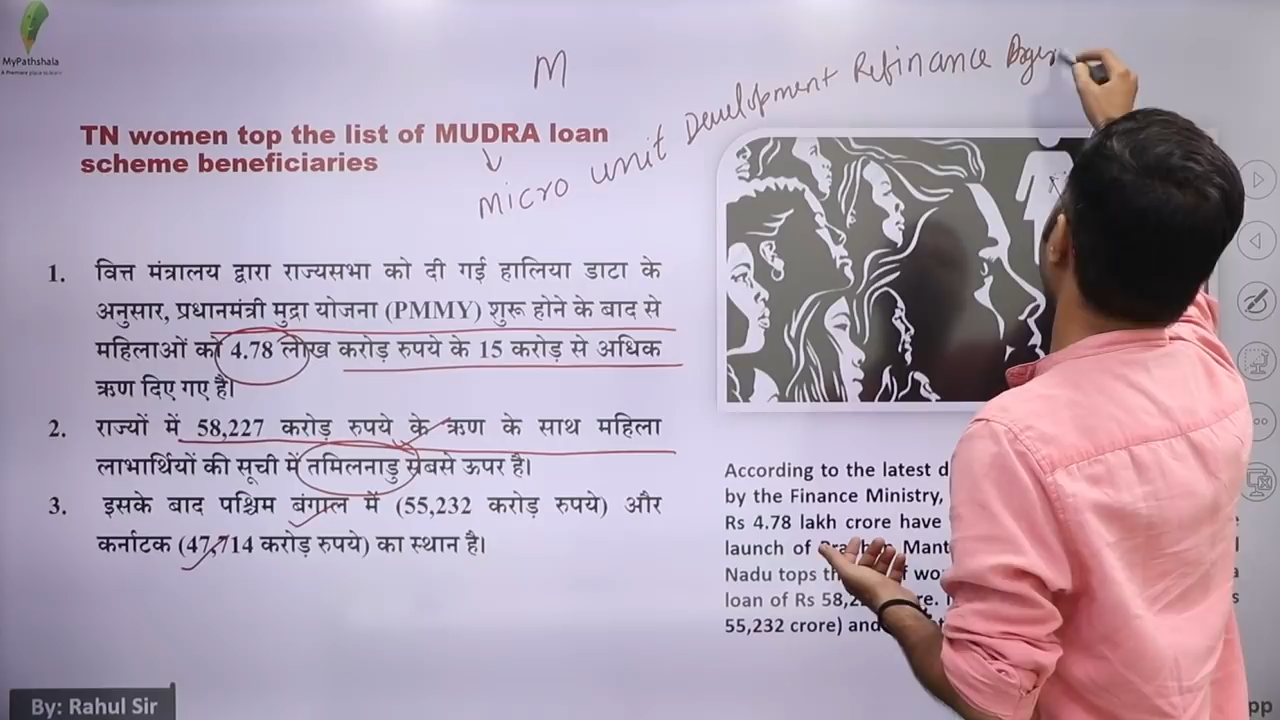 MyPathshala
M
Micro unit Development Refinance Agen
TN women top the list of MUDRA loan
scheme beneficiaries
1. वित्त मंत्रालय द्वारा राज्यसभा को दी गई हालिया डाटा के
अनुसार, प्रधानमंत्री मुद्रा योजना (PMMY) शुरू होने के बाद से
महिलाओं को 4.78 लाख करोड़ रुपये के 15 करोड़ से अधिक
ऋण दिए गए है।
2. राज्यों में 58,227 करोड़ रुपये के ऋण के साथ महिला
लाभार्थियों की सूची में तमिलनाडु सबसे ऊपर है।
3. इसके बाद पश्चिम बंगाल में (55,232 करोड़ रुपये) और
कर्नाटक (47,714 करोड़ रुपये) का स्थान है।
According to the latest d
by the Finance Ministry,
Rs 4.78 lakh crore have
launch of Mant
Nadu tops
loan of Rs 58,2
55,232 crore) and
By: Rahul Sir
pp